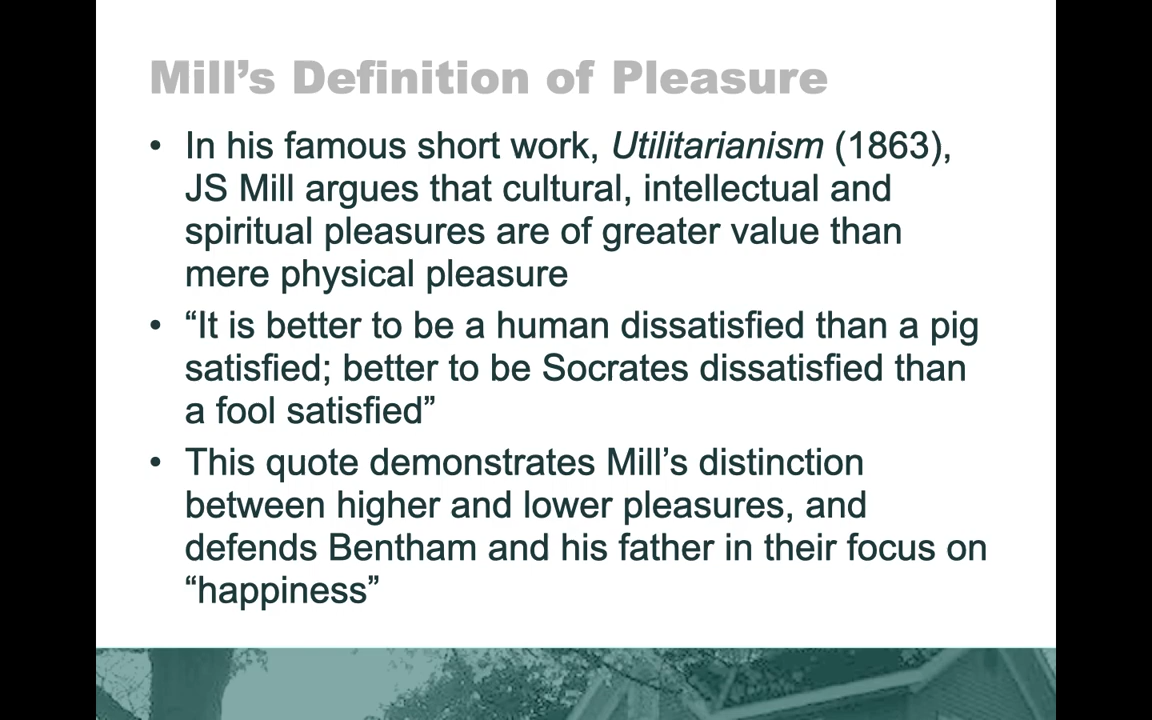 Mill’s Definition of Pleasure
• In his famous short work, Utilitarianism (1863),
JS Mill argues that cultural, intellectual and
spiritual pleasures are of greater value than
mere physical pleasure
• “It is better to be a human dissatisfied than a pig
satisfied; better to be Socrates dissatisfied than
a fool satisfied”
• This quote demonstrates Mill’s distinction
between higher and lower pleasures, and
defends Bentham and his father in their focus on
“happiness”